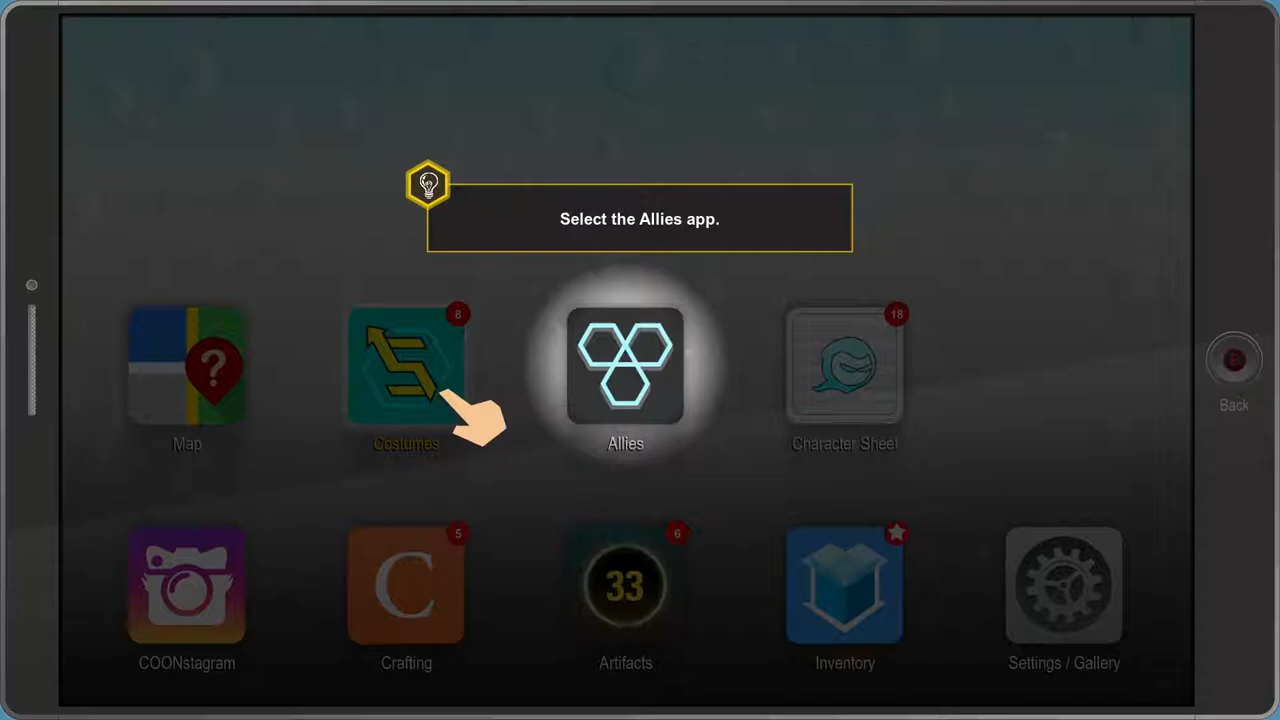 Select the Allies app.
8
18
?
E
Back
Map
Costumes
Allies
Character Sheet
5
6
C
33
COONstagram
Crafting
Artifacts
Inventory
Settings / Gallery